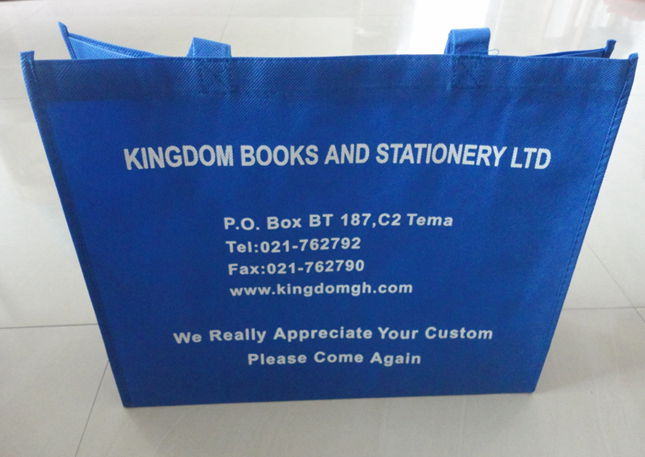 KINGDOM BOOKS AND STATIONERY LTD
P.O. Box BT 187,C2 Tema
Tel:021-762792
Fax:021-762790
www.kingdomgh.com
We Really Appreciate Your Custom
Please Come Again